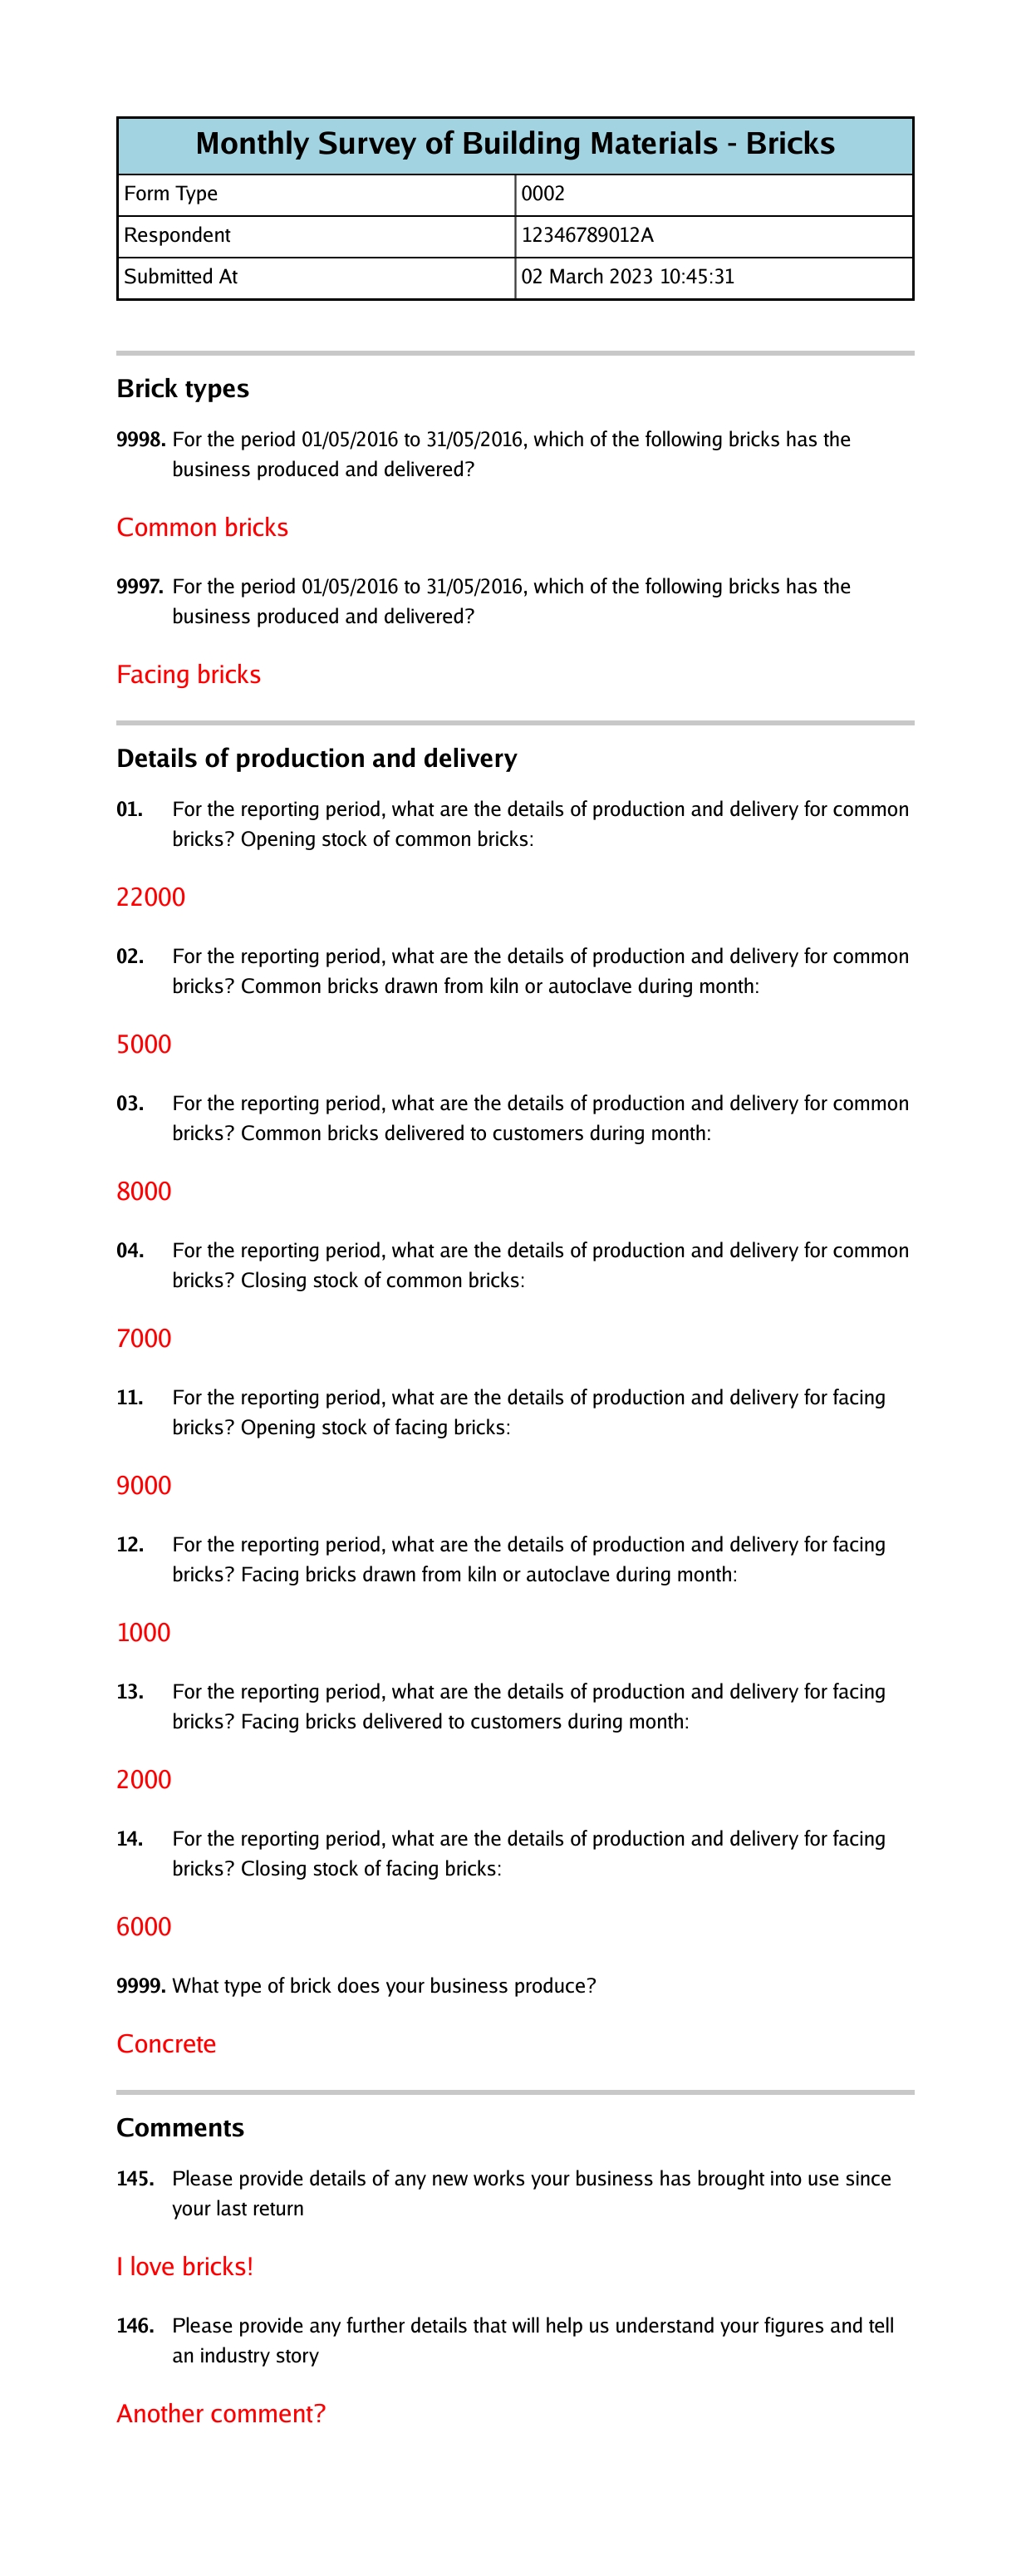 Monthly Survey of Building Materials - Bricks
Form Type 0002
Respondent 12346789012A
Submitted At 02 March 2023 10:45:31
Brick types
9998. For the period 01/05/2016 to 31/05/2016, which of the following bricks has the
business produced and delivered?
Common bricks
9997. For the period 01/05/2016 to 31/05/2016, which of the following bricks has the
business produced and delivered?
Facing bricks
Details of production and delivery
01. For the reporting period, what are the details of production and delivery for common
bricks? Opening stock of common bricks:
22000
02. For the reporting period, what are the details of production and delivery for common
bricks? Common bricks drawn from kiln or autoclave during month:
5000
03. For the reporting period, what are the details of production and delivery for common
bricks? Common bricks delivered to customers during month:
8000
04. For the reporting period, what are the details of production and delivery for common
bricks? Closing stock of common bricks:
7000
11. For the reporting period, what are the details of production and delivery for facing
bricks? Opening stock of facing bricks:
9000
12. For the reporting period, what are the details of production and delivery for facing
bricks? Facing bricks drawn from kiln or autoclave during month:
1000
13. For the reporting period, what are the details of production and delivery for facing
bricks? Facing bricks delivered to customers during month:
2000
14. For the reporting period, what are the details of production and delivery for facing
bricks? Closing stock of facing bricks:
6000
9999. What type of brick does your business produce?
Concrete
Comments
145. Please provide details of any new works your business has brought into use since
your last return
I love bricks!
146. Please provide any further details that will help us understand your figures and tell
an industry story
Another comment?